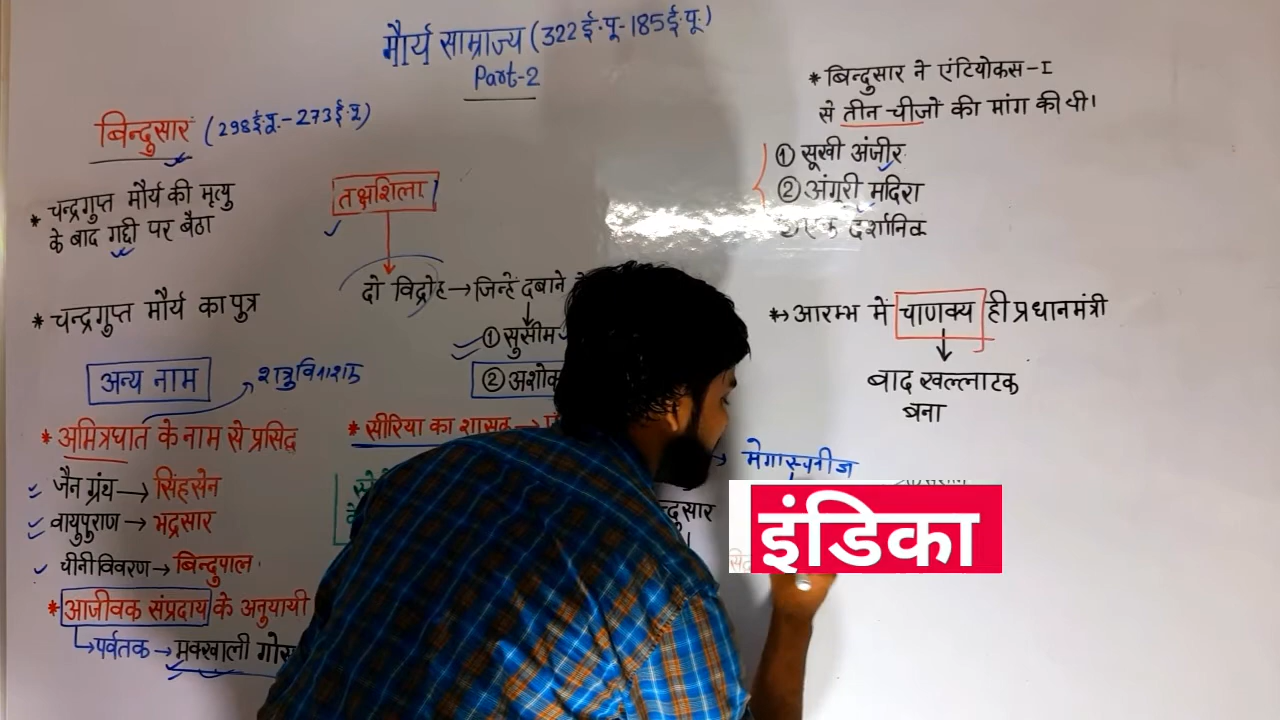 मौर्य साम्राज्य (322 ई.पू.-185 ई.पू.)
Part-2
बिन्दुसार (298 ई.पू.-273 ई.पू)
* चन्द्रगुप्त मौर्य की मृत्यु
के बाद गद्दी पर बैठा
* चन्द्रगुप्त मौर्य का पुत्र
अन्य नाम
शत्रुविनाशक
* अमित्रघात के नाम से प्रसिद्ध
जैन ग्रंथ → सिंहसेन
वायुपुराण → भद्रसार
चीनी विवरण → बिन्दुपाल
* आजीवक संप्रदाय के अनुयायी
पर्वतक → मक्खाली
तक्षशिला
दो विद्रोह → जिन्हें दबाने
① सुसीम
② अशोक
* सीरिया का शासक →
* बिन्दुसार ने एंटियोकस-I
से तीन चीजों की मांग की थी।
① सूखी अंजीर
② अंगूरी मदिरा
एक दर्शानिक
* आरम्भ में चाणक्य ही प्रधानमंत्री
बाद खल्लाटक
बना
मेगास्थनीज
इंडिका